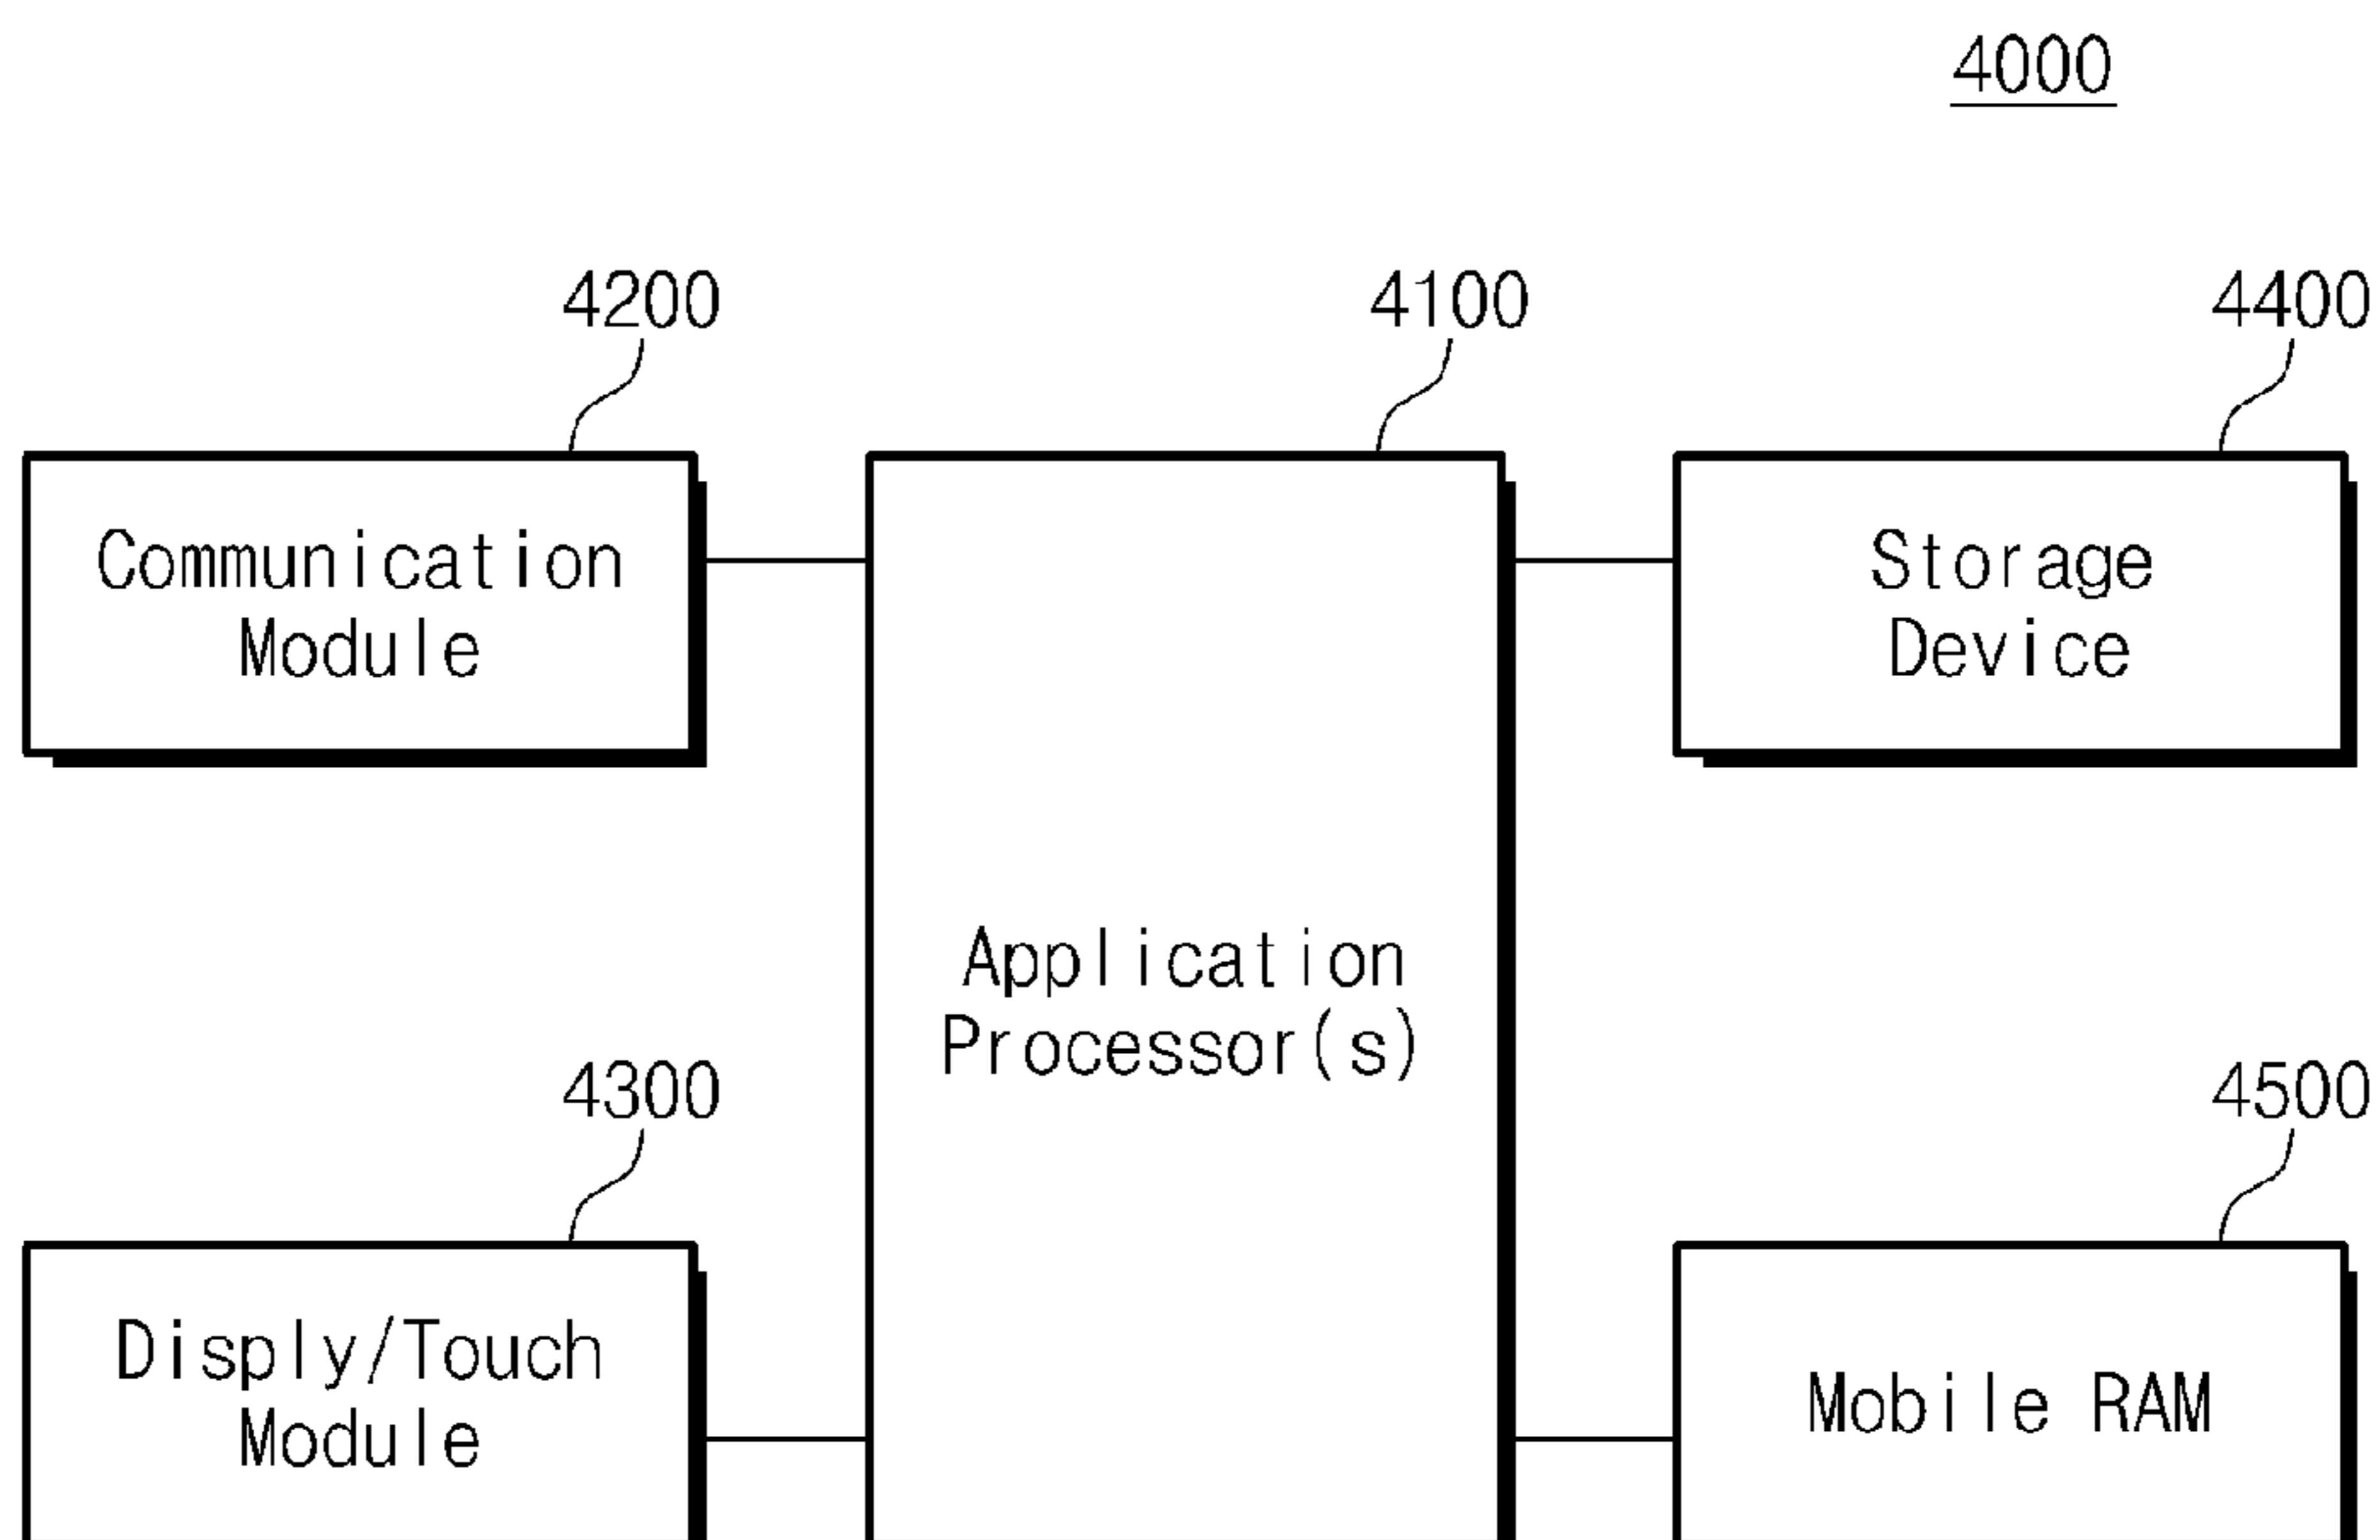 4000
4200
4100
4400
Communication
Module
Storage
Device
Application
Processor(s)
4300
4500
Disply/Touch
Module
Mobile RAM